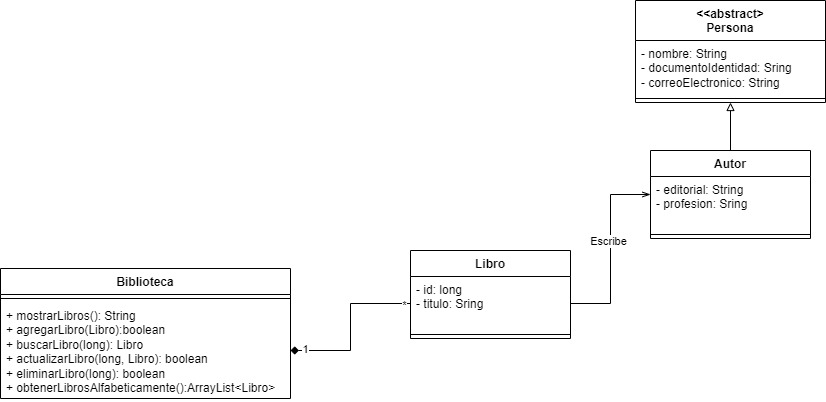 <<abstract>>
Persona
- nombre: String
- documentoIdentidad: Sring
- correoElectronico: String
Autor
- editorial: String
- profesion: Sring
Escribe
Libro
- id: long
- titulo: Sring
*
1
Biblioteca
+ mostrarLibros(): String
+ agregarLibro(Libro):boolean
+ buscarLibro(long): Libro
+ actualizarLibro(long, Libro): boolean
+ eliminarLibro(long): boolean
+ obtenerLibrosAlfabeticamente():ArrayList<Libro>